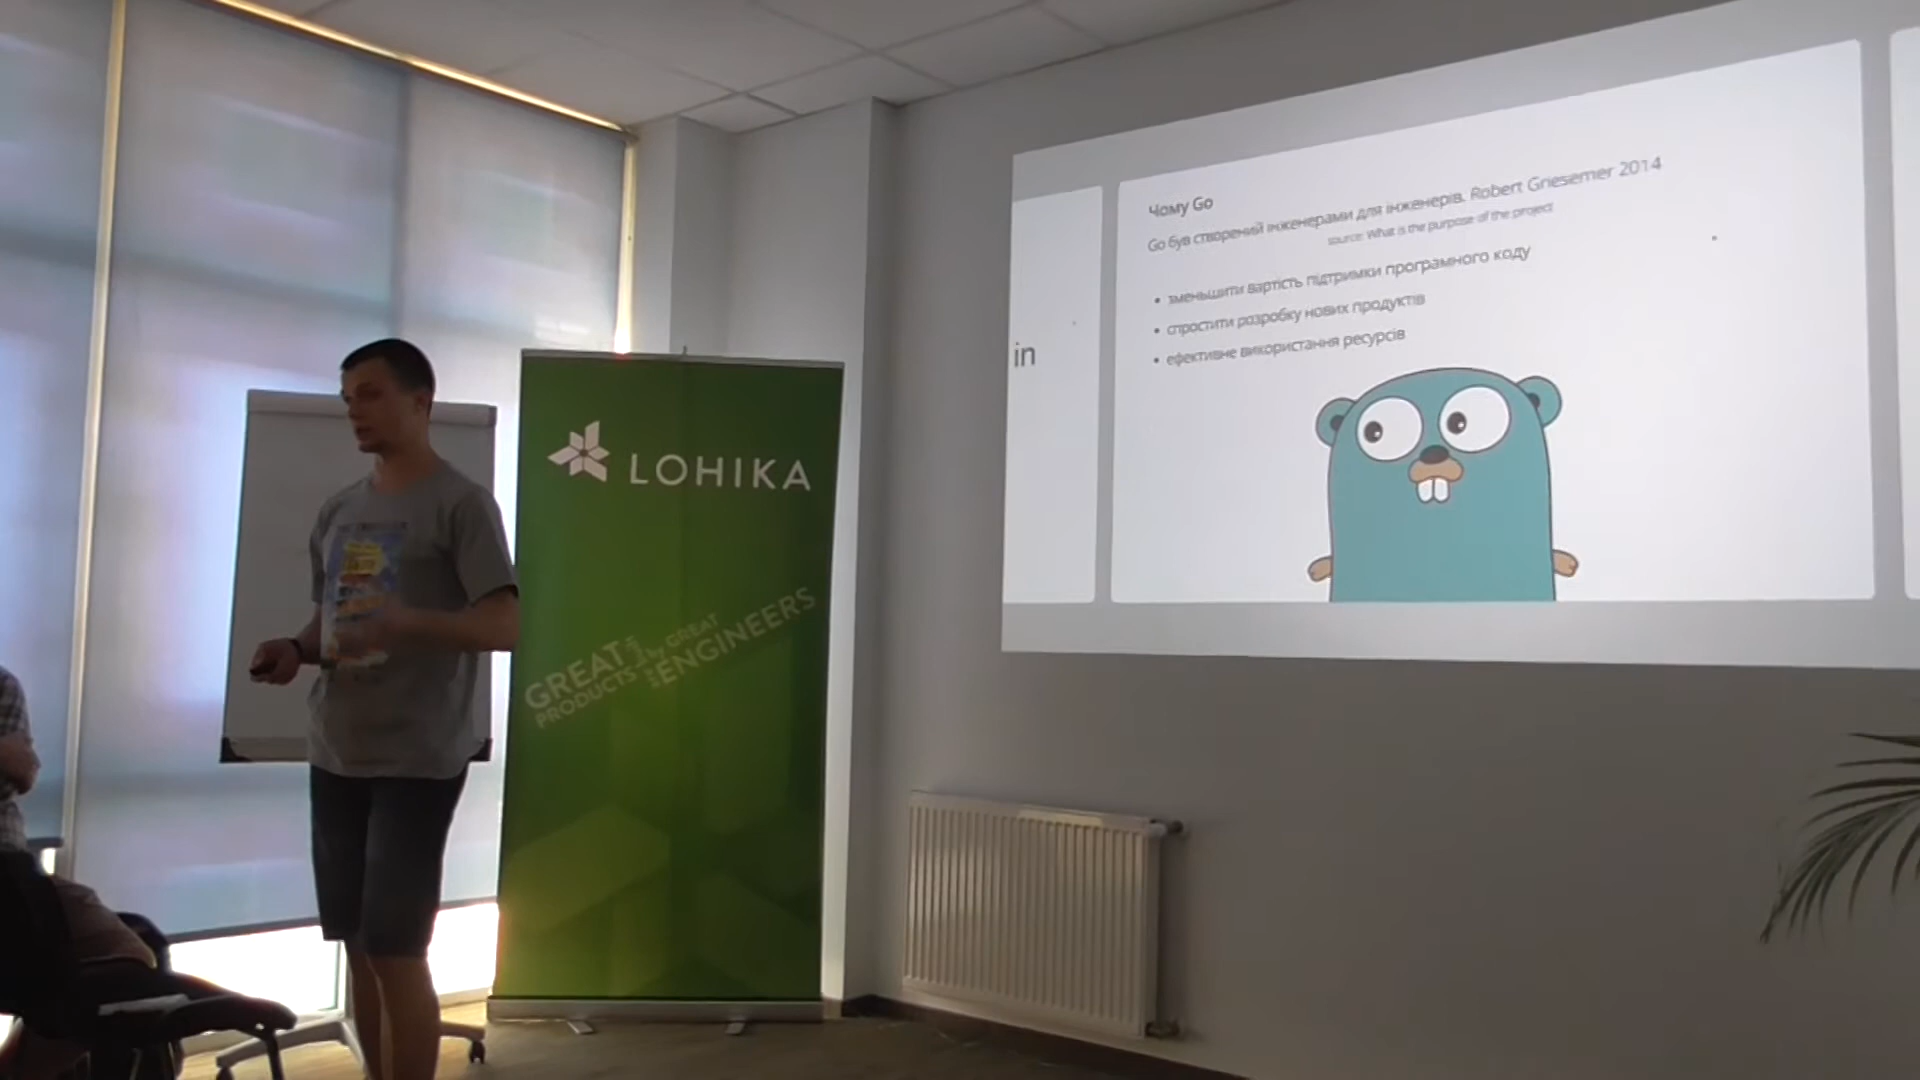 LOHIKA
GREAT GREAT
PRODUCTS ENGINEERS
in
Чому Go
Go був створений інженерами для інженерів. Robert Griesemer 2014
source: What is the purpose of the project
• зменьшити вартість підтримки програмного коду
• спростити розробку нових продуктів
• ефективне використання ресурсів